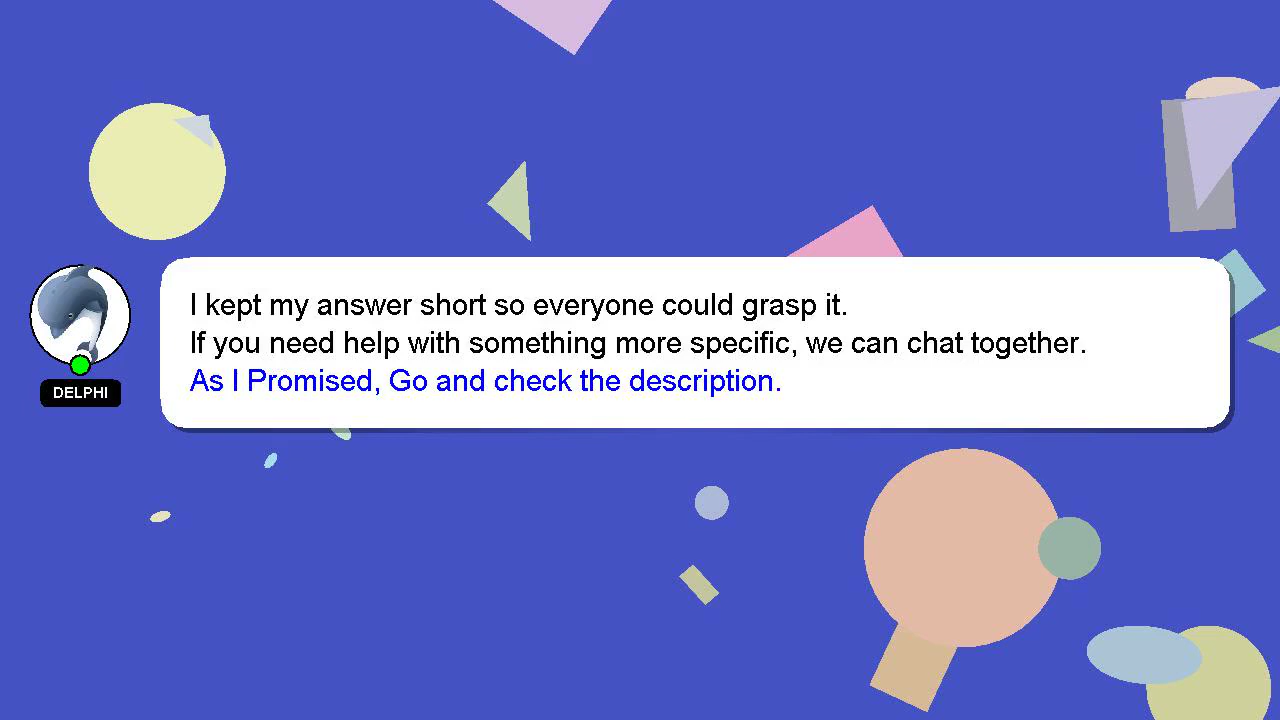 I kept my answer short so everyone could grasp it.
If you need help with something more specific, we can chat together.
As I Promised, Go and check the description.
DELPHI